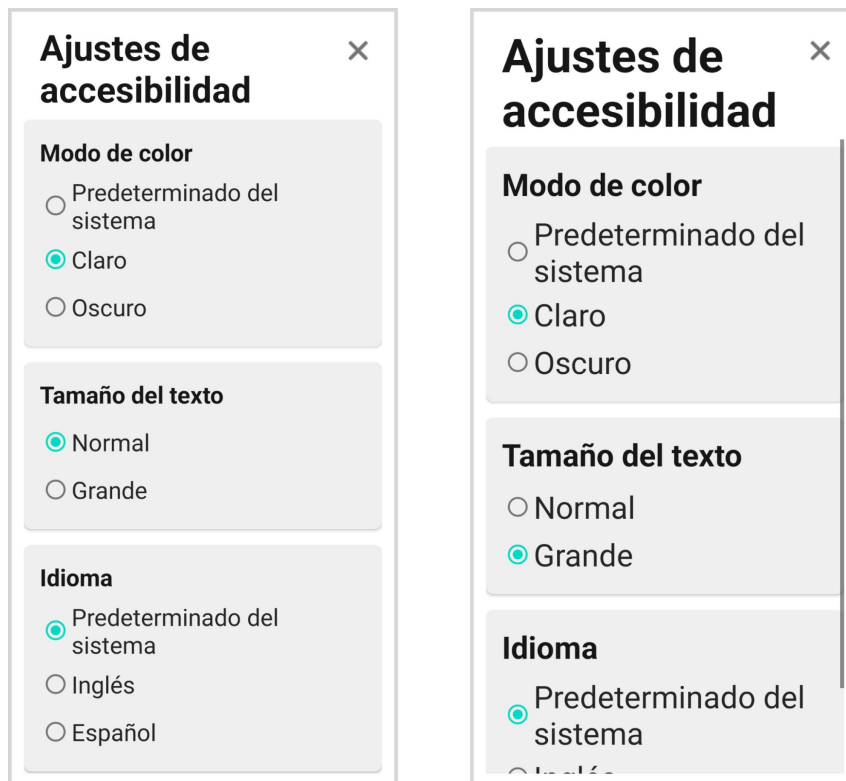 Ajustes de
accesibilidad
Modo de color
Predeterminado del
sistema
Claro
Oscuro
Tamaño del texto
Normal
Grande
Idioma
Predeterminado del
sistema
Inglés
Español
Ajustes de
accesibilidad
Modo de color
Predeterminado del
sistema
Claro
Oscuro
Tamaño del texto
Normal
Grande
Idioma
Predeterminado del
sistema
Inglés